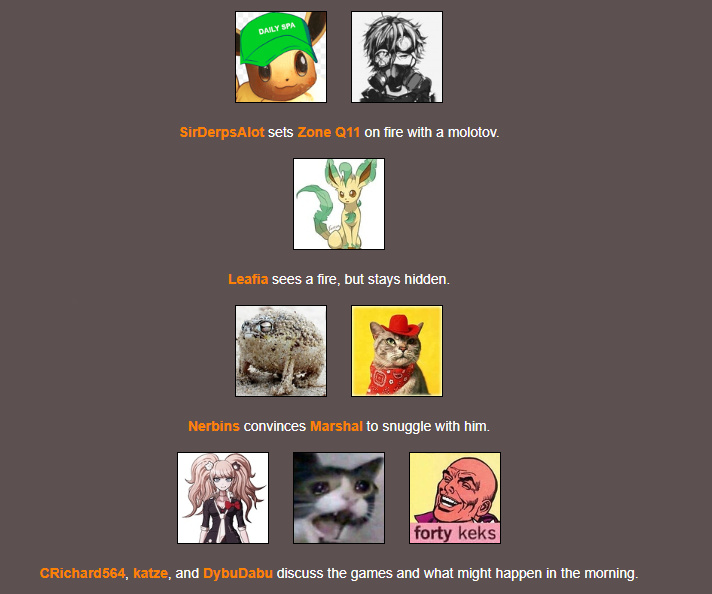 DAILY SPA
SirDerpsAlot sets Zone Q11 on fire with a molotov.
Leafia sees a fire, but stays hidden.
Nerbins convinces Marshal to snuggle with him.
forty keks
CRichard564, katze, and DybuDabu discuss the games and what might happen in the morning.